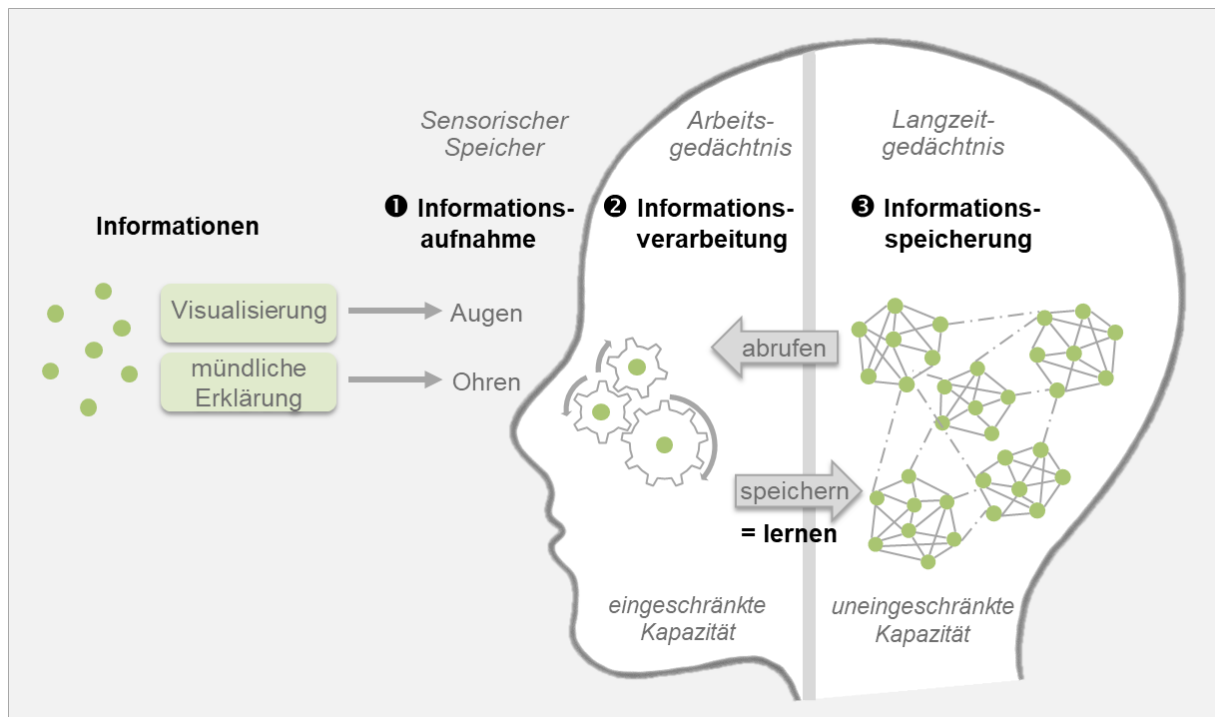 Sensorischer
Speicher
Arbeits-
gedächtnis
Langzeit-
gedächtnis
Informationen
❶ Informations-
aufnahme
❷ Informations-
verarbeitung
❸ Informations-
speicherung
Visualisierung
Augen
mündliche
Erklärung
Ohren
abrufen
speichern
= lernen
eingeschränkte
Kapazität
uneingeschränkte
Kapazität